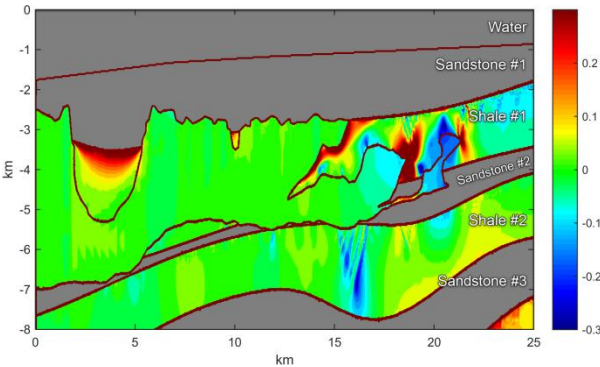 0
-1
-2
-3
-4
-5
-6
-7
-8
km
0
5
10
15
20
25
km
Water
Sandstone #1
Shale #1
Sandstone #2
Shale #2
Sandstone #3
0.2
0.1
0
-0.1
-0.2
-0.3